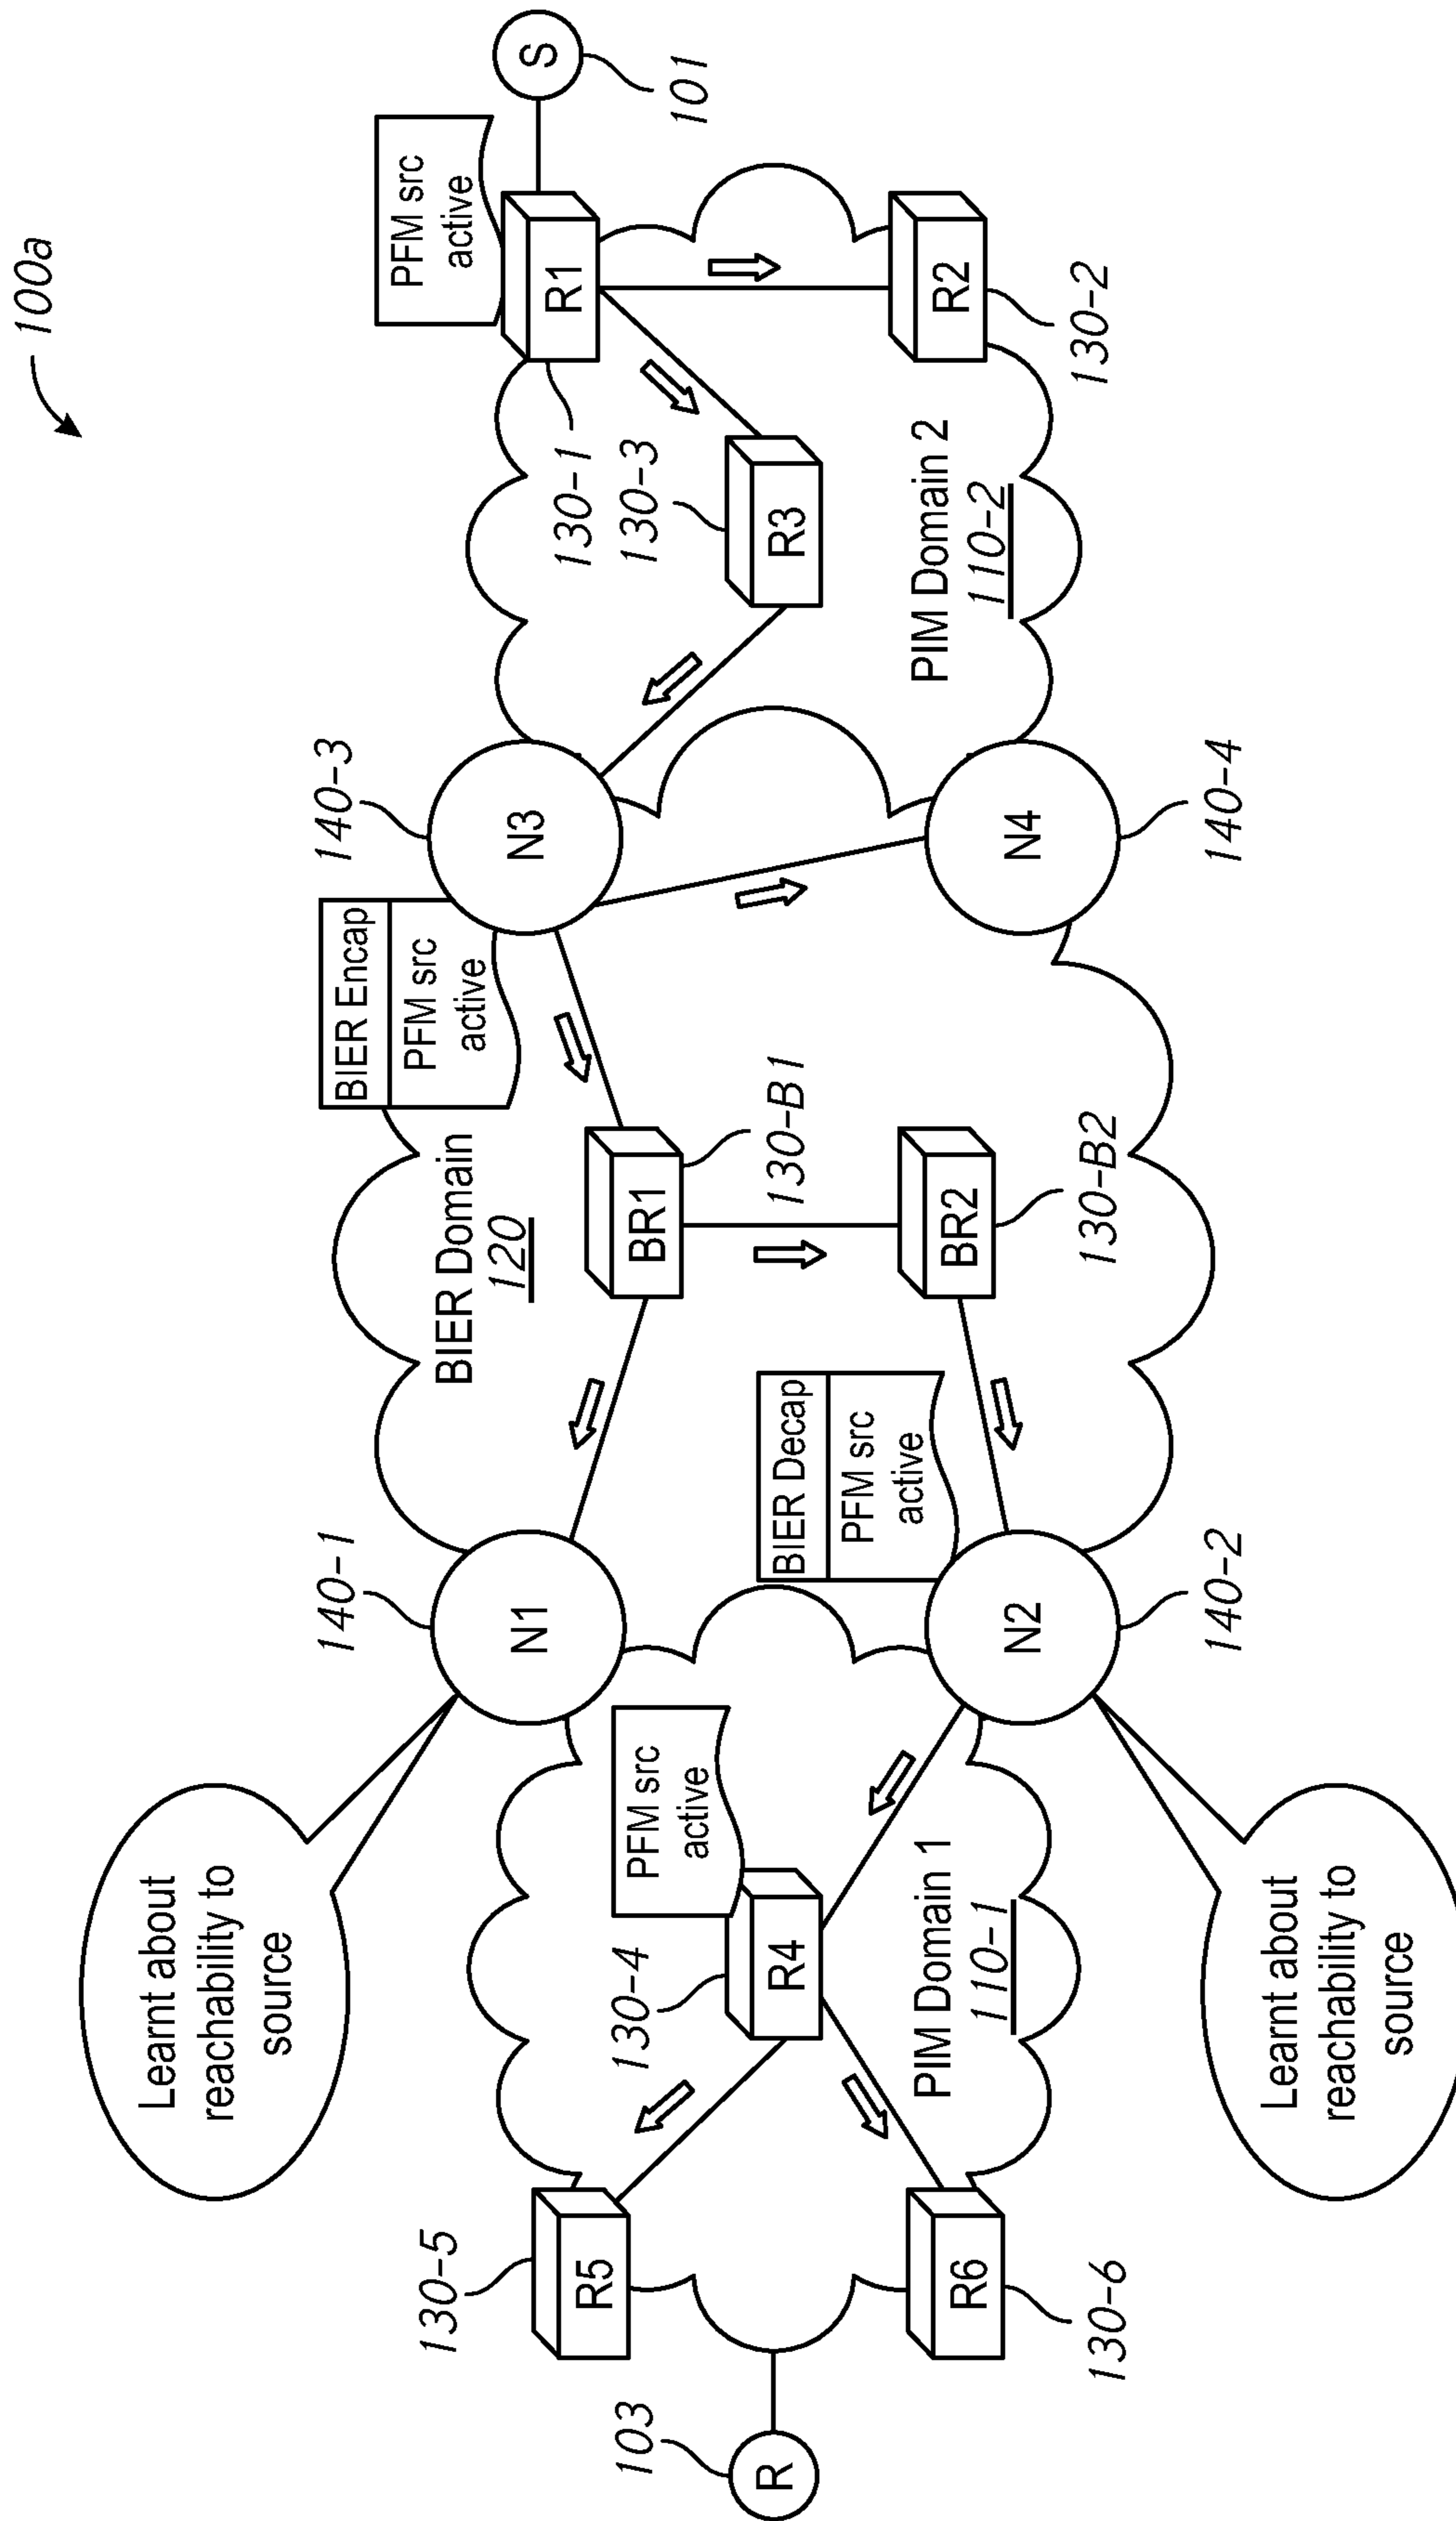 100a
Learnt about
reachability to
source
140-1
N1
BIER Domain
120
BIER Encap
PFM src
active
140-3
N3
PFM src
active
S
101
R1
130-1
130-5
R5
PFM src
active
130-4
R4
BIER Decap
PFM src
active
BR1
130-B1
130-3
R3
103
R
R6
130-6
PIM Domain 1
110-1
N2
140-2
BR2
130-B2
N4
140-4
PIM Domain 2
110-2
R2
130-2
Learnt about
reachability to
source